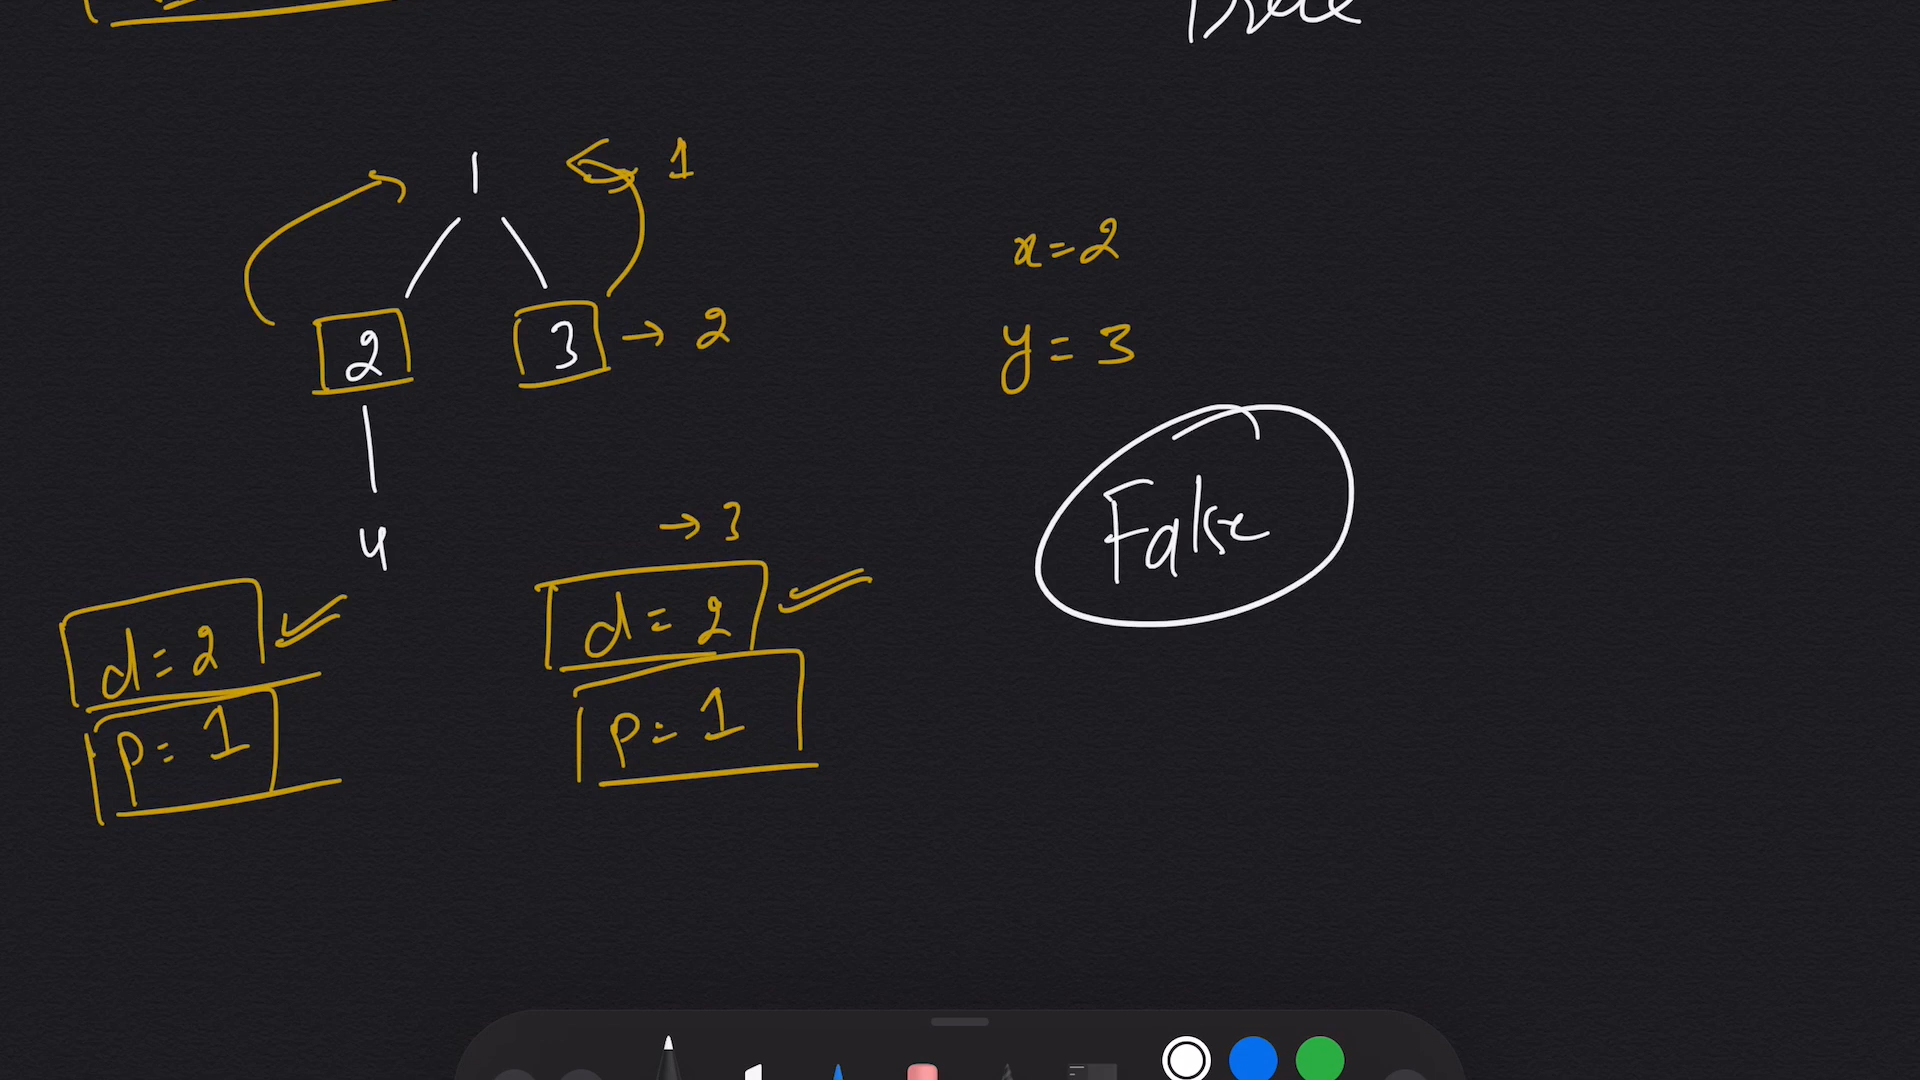 1 1
x=2
2 3 → 2
y = 3
→ 3
4
False
d = 2
d = 2
p = 1
p = 1